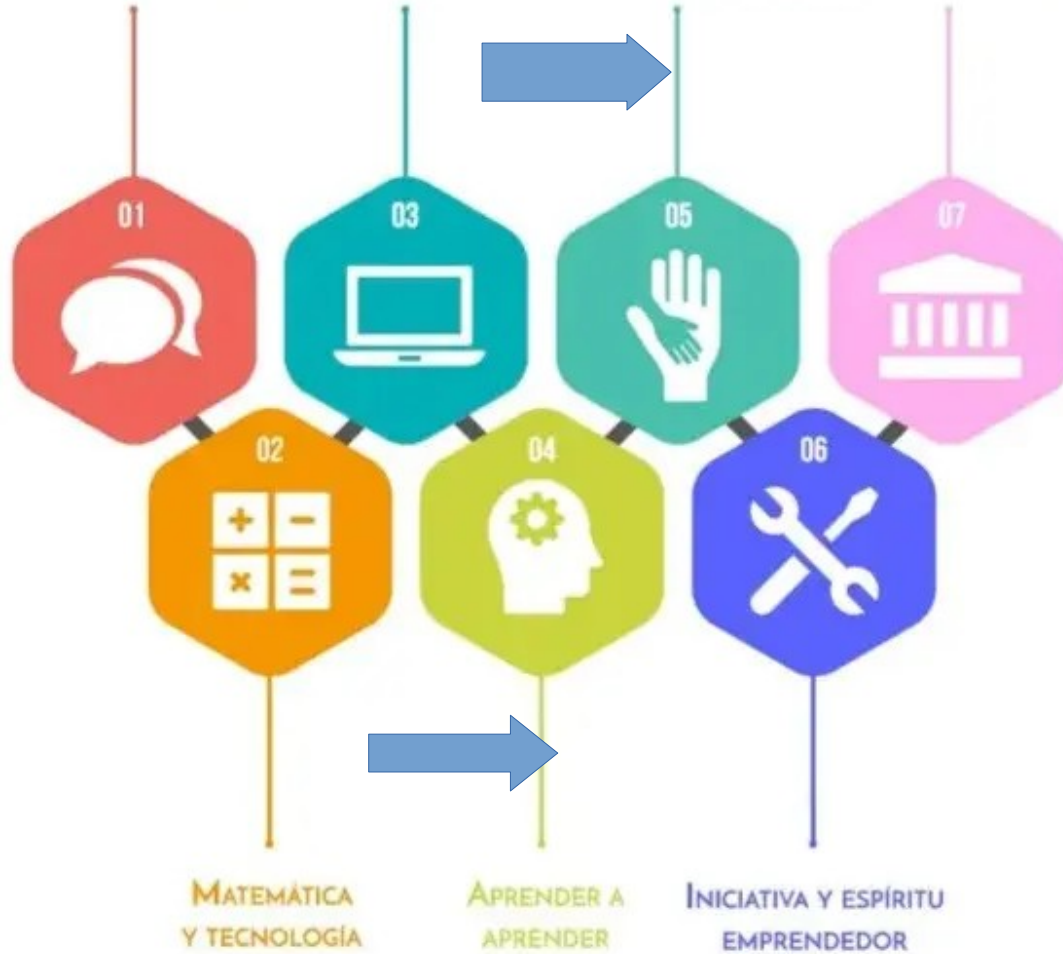 01
03
05
07
02
04
06
MATEMÁTICA
Y TECNOLOGÍA
APRENDER A
APRENDER
INICIATIVA Y ESPÍRITU
EMPRENDEDOR